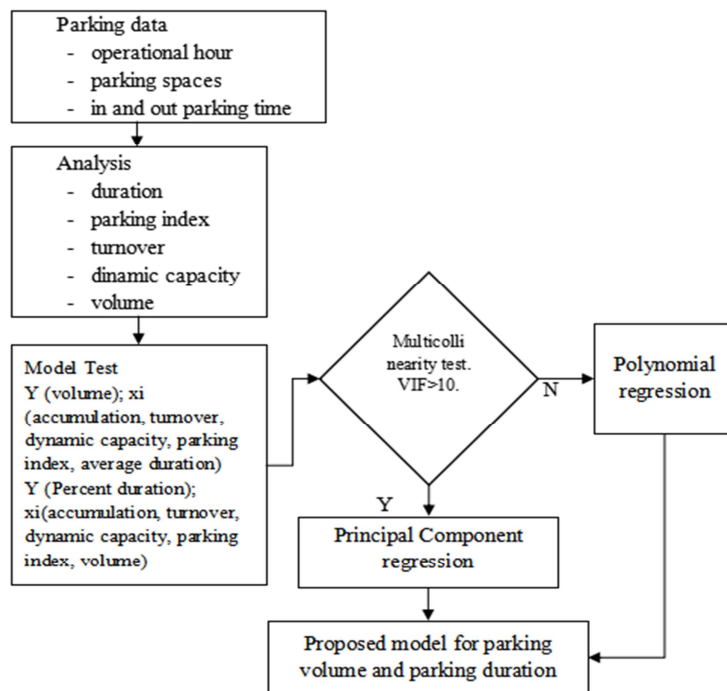 Parking data
- operational hour
- parking spaces
- in and out parking time
Analysis
- duration
- parking index
- turnover
- dinamic capacity
- volume
Model Test
Y (volume); xi
(accumulation, turnover,
dynamic capacity, parking
index, average duration)
Y (Percent duration);
xi(accumulation, turnover,
dynamic capacity, parking
index, volume)
Multicolli
nearity test.
VIF>10.
N
Polynomial
regression
Y
Principal Component
regression
Proposed model for parking
volume and parking duration